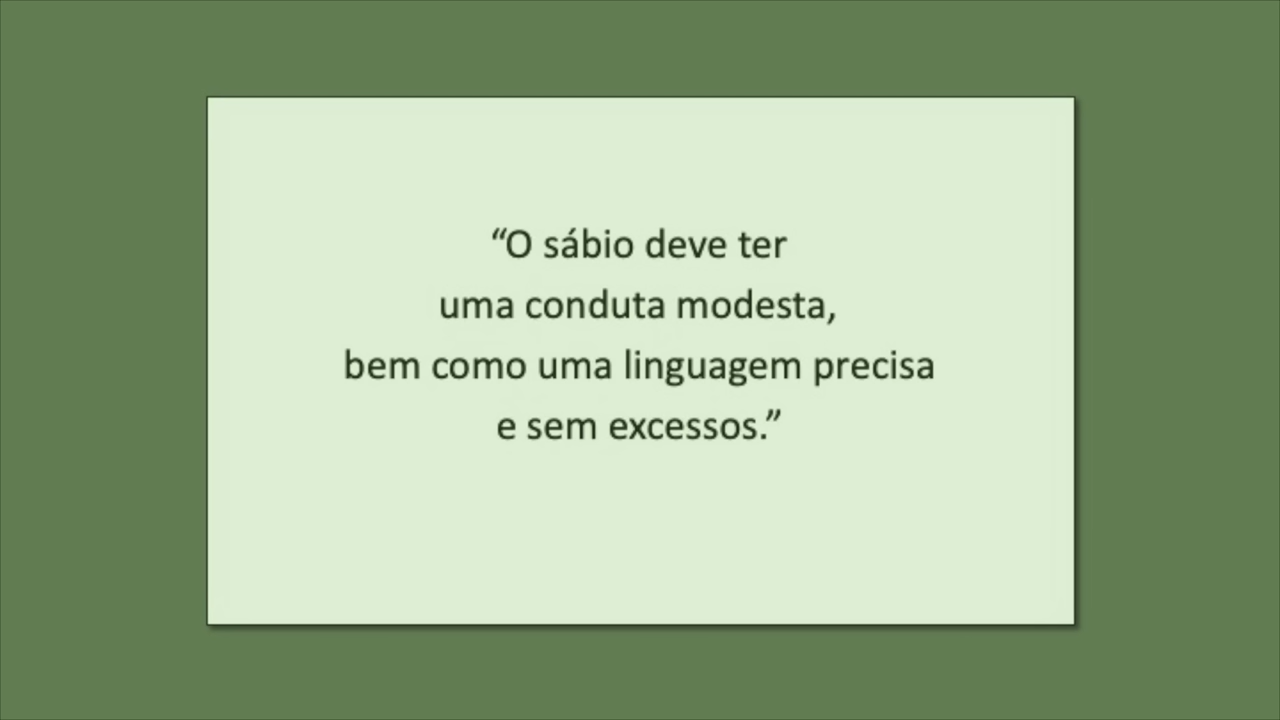 “O sábio deve ter
uma conduta modesta,
bem como uma linguagem precisa
e sem excessos.”